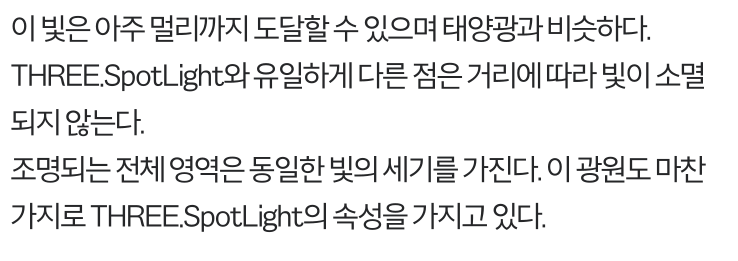 이 빛은 아주 멀리까지 도달할 수 있으며 태양광과 비슷하다.
THREE.SpotLight와 유일하게 다른 점은 거리에 따라 빛이 소멸
되지 않는다.
조명되는 전체 영역은 동일한 빛의 세기를 가진다. 이 광원도 마찬
가지로 THREE.SpotLight의 속성을 가지고 있다.